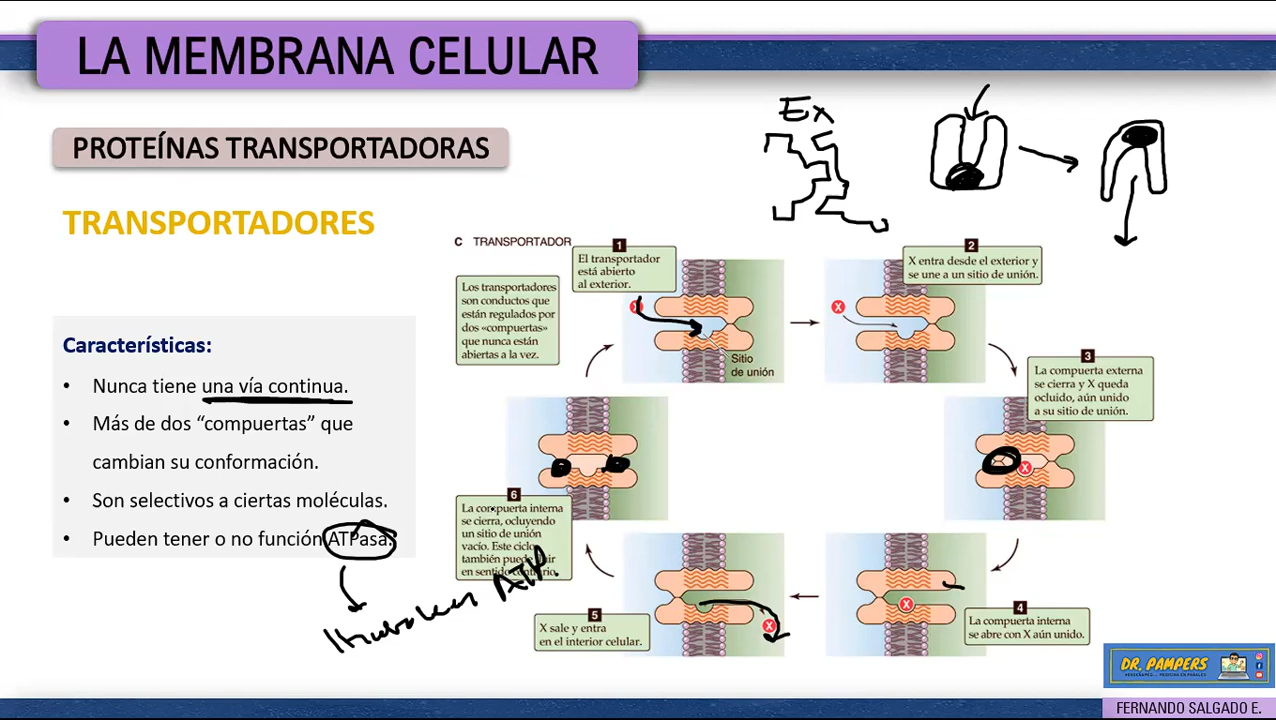 LA MEMBRANA CELULAR
PROTEÍNAS TRANSPORTADORAS
TRANSPORTADORES
Características:
• Nunca tiene una vía continua.
• Más de dos “compuertas” que
cambian su conformación.
• Son selectivos a ciertas moléculas.
• Pueden tener o no función ATPasa.
ATP.
Ex
C TRANSPORTADOR
Los transportadores
son conductos que
están regulados por
dos «compuertas»
que nunca están
abiertas a la vez.
1
El transportador
está abierto
al exterior.
X
Sitio
de unión
2
X entra desde el exterior y
se une a un sitio de unión.
X
3
La compuerta externa
se cierra y X queda
ocluido, aún unido
a su sitio de unión.
X
4
La compuerta interna
se abre con X aún unido.
X
5
X sale y entra
en el interior celular.
X
6
La compuerta interna
se cierra, ocluyendo
un sitio de unión
vacío. Este ciclo
también puede
en sentido
DR. PAMPERS
FERNANDO SALGADO E.